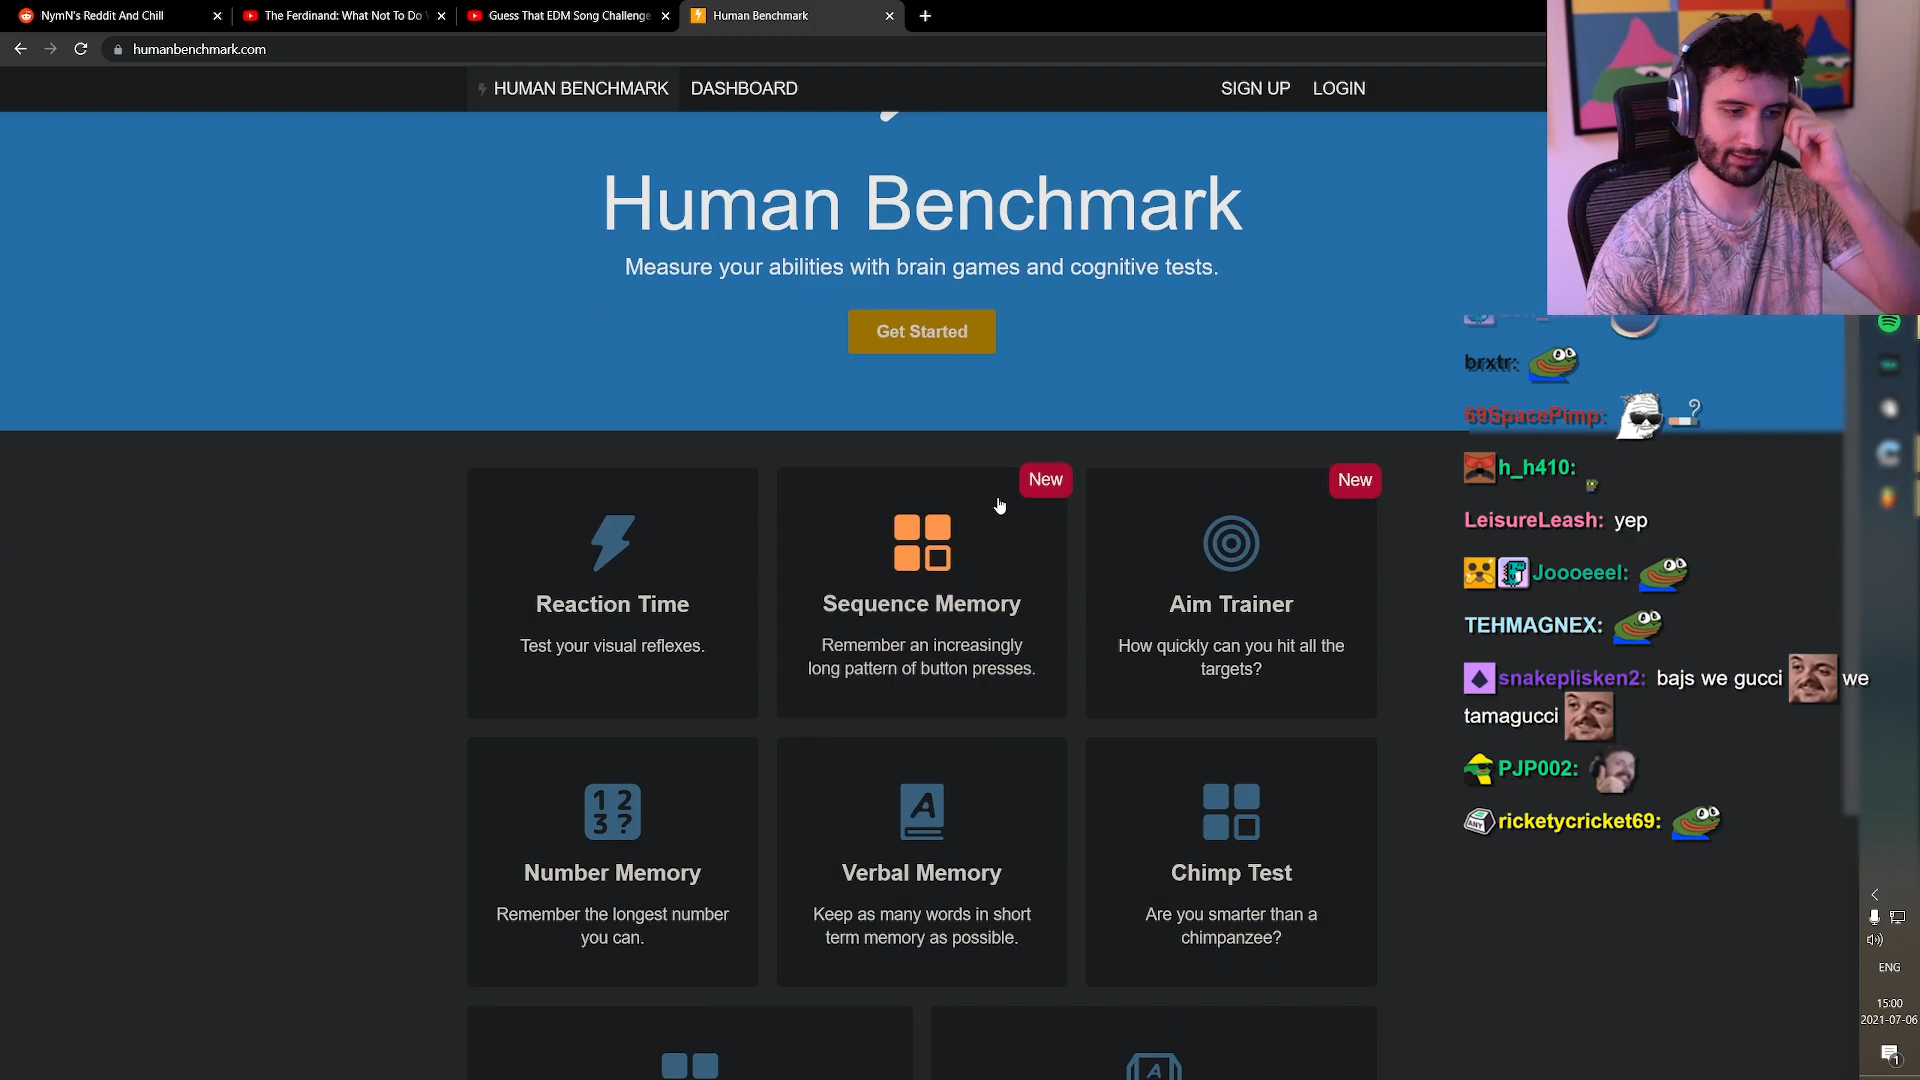 NymN's Reddit And Chill
The Ferdinand: What Not To Do
Guess That EDM Song Challenge
Human Benchmark
humanbenchmark.com
HUMAN BENCHMARK
DASHBOARD
SIGN UP
LOGIN
Human Benchmark
Measure your abilities with brain games and cognitive tests.
Get Started
New
New
Reaction Time
Test your visual reflexes.
Sequence Memory
Remember an increasingly
long pattern of button presses.
Aim Trainer
How quickly can you hit all the
targets?
1 2
3 ?
A
Number Memory
Remember the longest number
you can.
Verbal Memory
Keep as many words in short
term memory as possible.
Chimp Test
Are you smarter than a
chimpanzee?
A
brxtr:
69SpacePimp:
h_h410:
LeisureLeash: yep
Joooeeel:
TEHMAGNEX:
snakeplisken2: bajs we gucci we
tamagucci
PJP002:
ANY
ricketycricket69:
ENG
15:00
2021-07-06
1